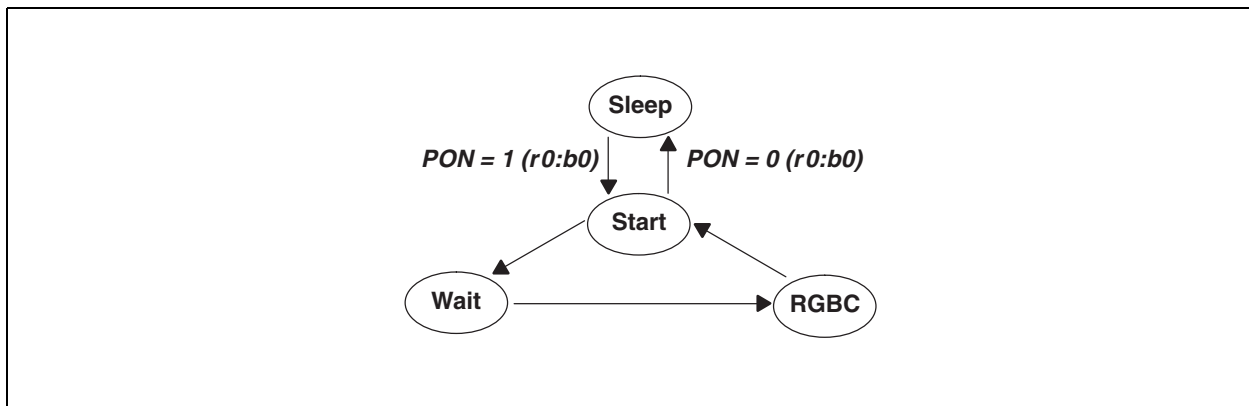 Sleep
PON = 1 (r0:b0)
PON = 0 (r0:b0)
Start
Wait
RGBC